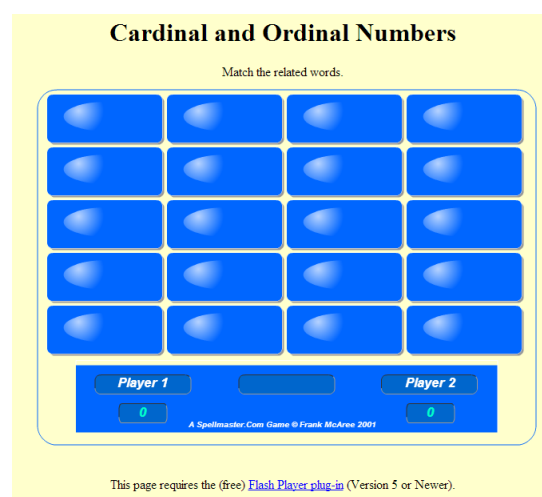 Cardinal and Ordinal Numbers
Match the related words.
Player 1
Player 2
0
0
A Spellmaster.Com Game © Frank McAree 2001
This page requires the (free) Flash Player plug-in (Version 5 or Newer).